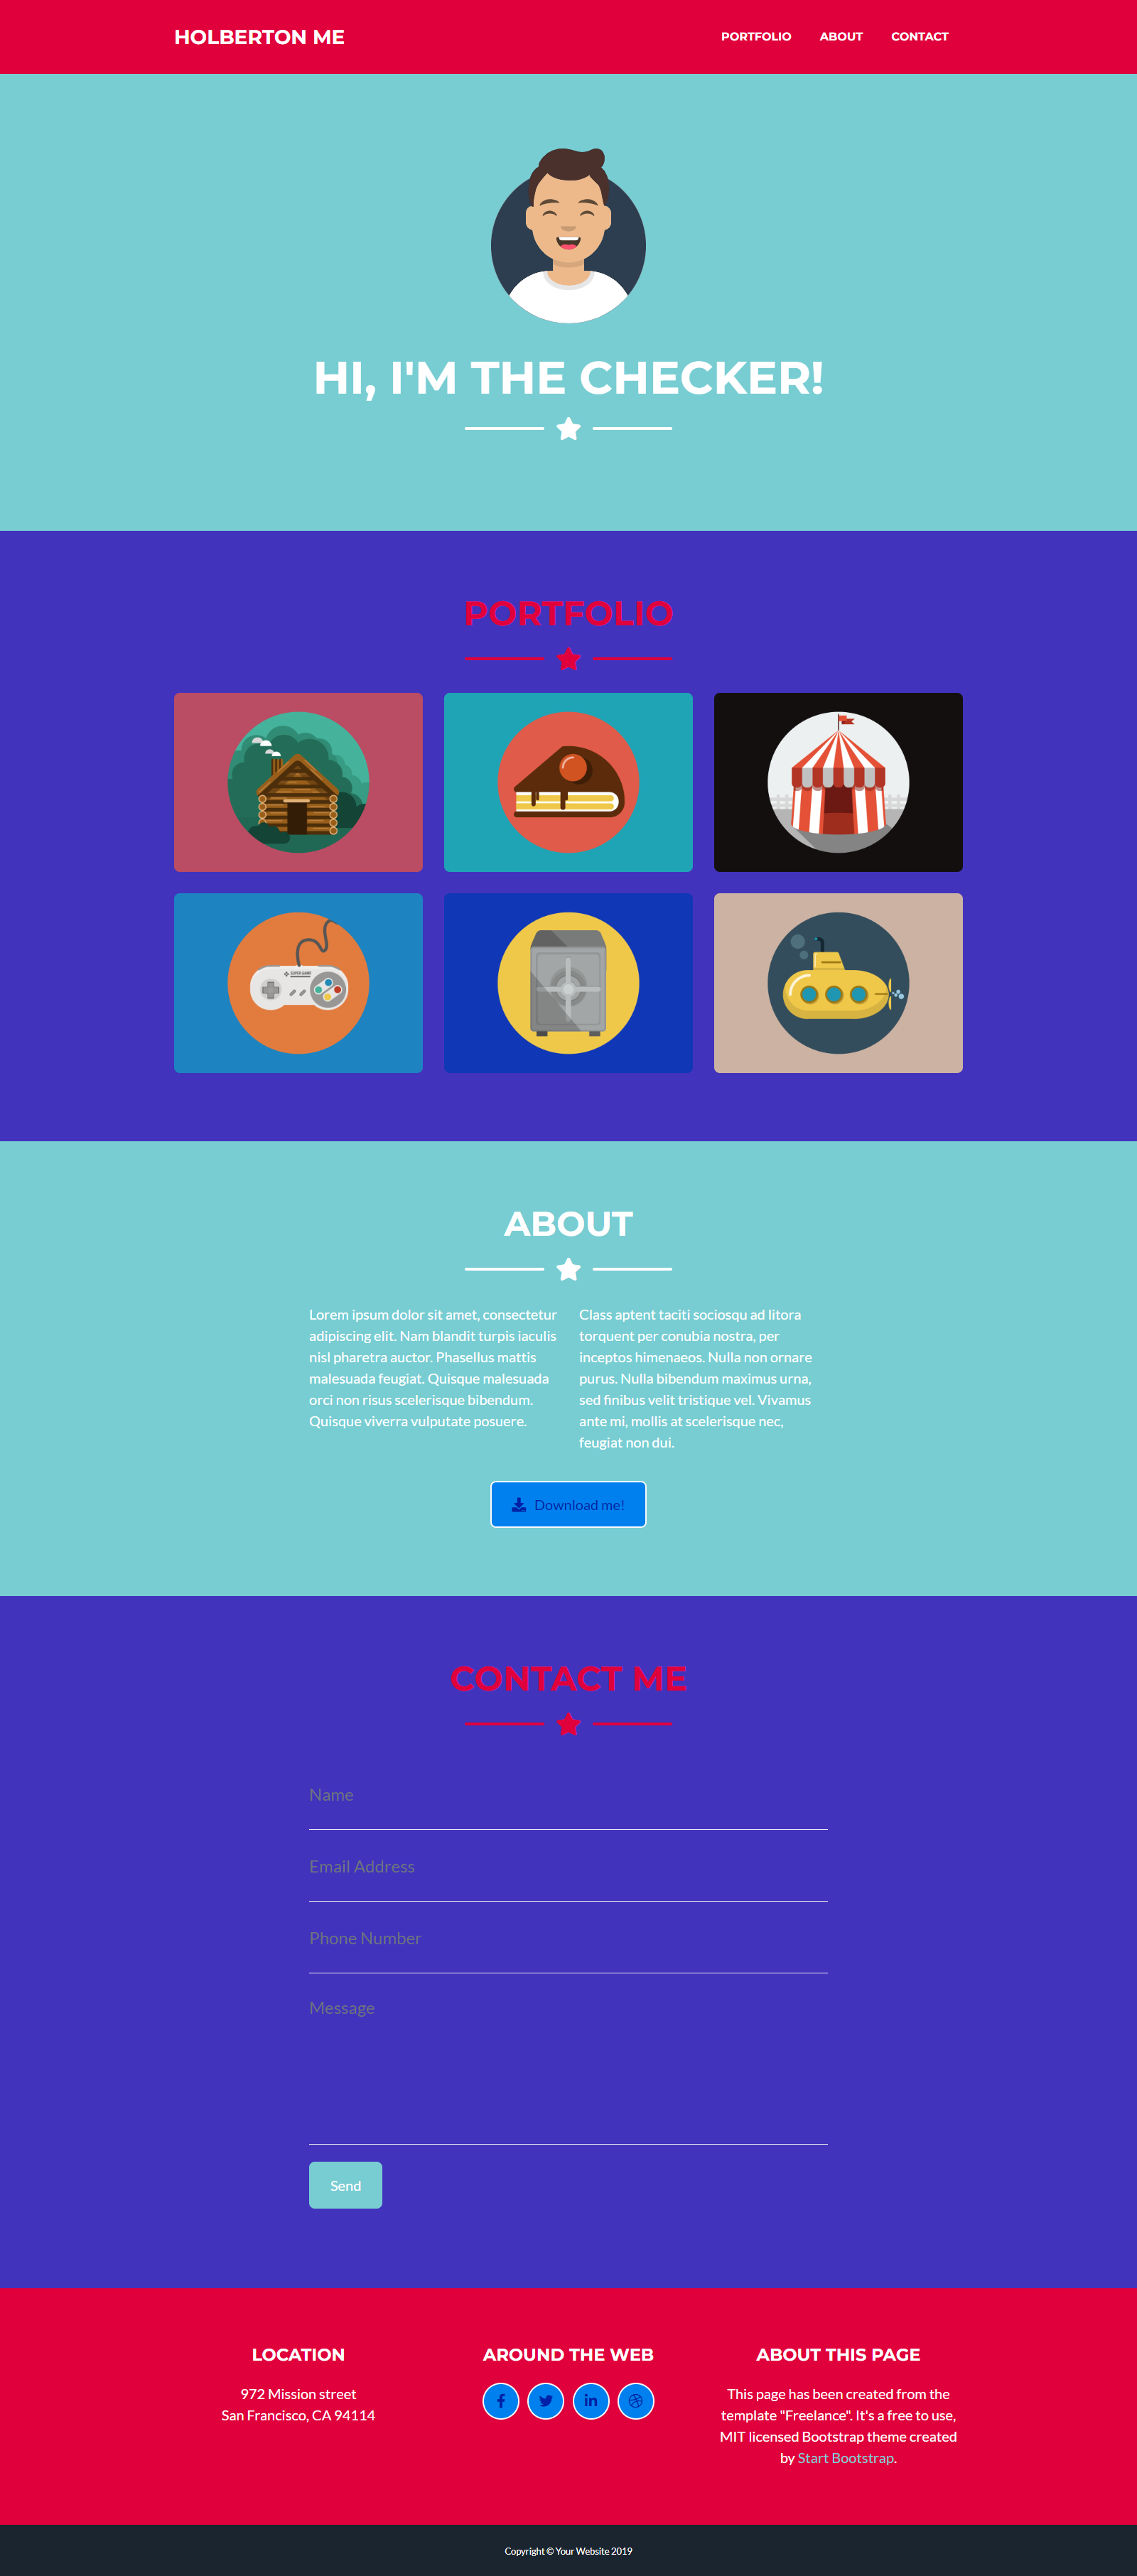 HOLBERTON ME
PORTFOLIO ABOUT CONTACT
HI, I'M THE CHECKER!
PORTFOLIO
SUPER GAME
ABOUT
Lorem ipsum dolor sit amet, consectetur
adipiscing elit. Nam blandit turpis iaculis
nisl pharetra auctor. Phasellus mattis
malesuada feugiat. Quisque malesuada
orci non risus scelerisque bibendum.
Quisque viverra vulputate posuere.
Class aptent taciti sociosqu ad litora
torquent per conubia nostra, per
inceptos himenaeos. Nulla non ornare
purus. Nulla bibendum maximus urna,
sed finibus velit tristique vel. Vivamus
ante mi, mollis at scelerisque nec,
feugiat non dui.
Download me!
CONTACT ME
Name
Email Address
Phone Number
Message
Send
LOCATION
972 Mission street
San Francisco, CA 94114
AROUND THE WEB
ABOUT THIS PAGE
This page has been created from the
template "Freelance". It's a free to use,
MIT licensed Bootstrap theme created
by Start Bootstrap.
Copyright © Your Website 2019